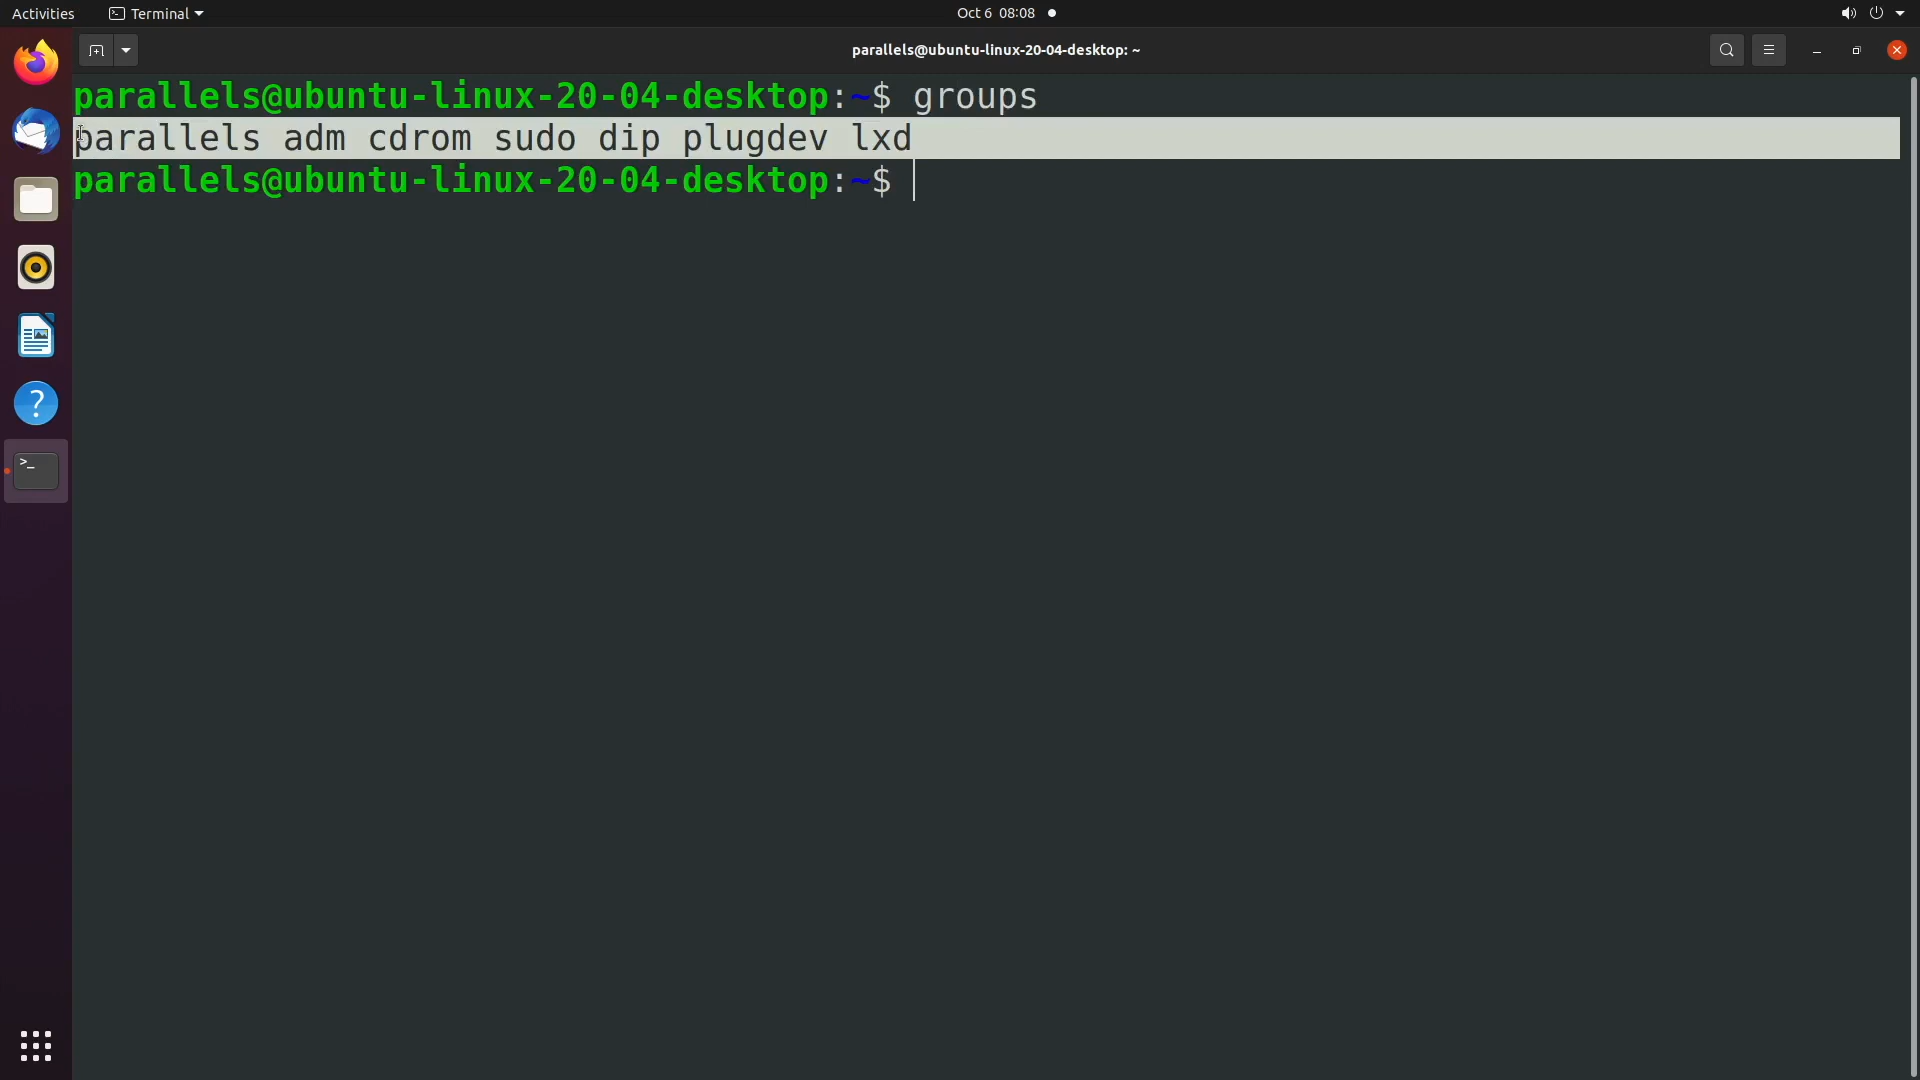 Activities Terminal Oct 6 08:08
parallels@ubuntu-linux-20-04-desktop: ~
parallels@ubuntu-linux-20-04-desktop:~$ groups
parallels adm cdrom sudo dip plugdev lxd
parallels@ubuntu-linux-20-04-desktop:~$
?
>_